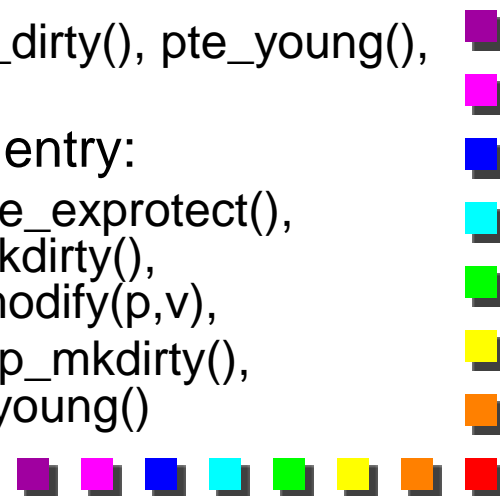 _dirty(), pte_young(),
entry:
e_exprotect(),
kdirty(),
nodify(p,v),
p_mkdirty(),
young()